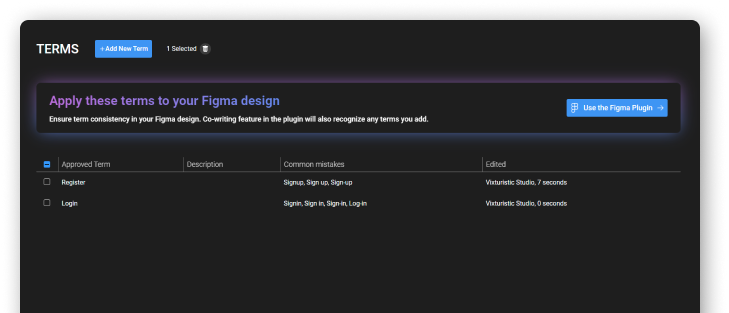 TERMS
+Add New Term
1 Selected
Apply these terms to your Figma design
Ensure term consistency in your Figma design. Co-writing feature in the plugin will also recognize any terms you add.
Use the Figma Plugin →
Approved Term Description Common mistakes Edited
Register Signup, Sign up, Sign-up Vixturistic Studio, 7 seconds
Login Signin, Sign in, Sign-in, Log-in Vixturistic Studio, 0 seconds